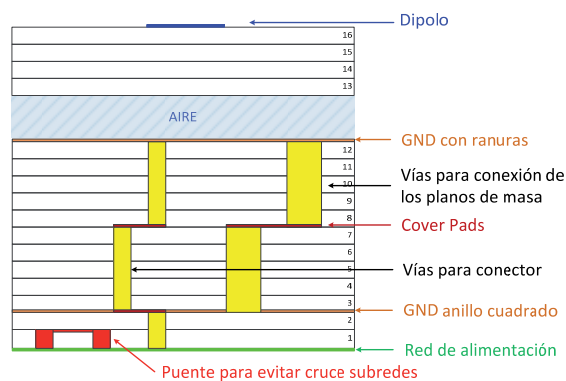 Dipolo
16
15
14
13
AIRE
GND con ranuras
12
11
Vías para conexión de
10
los planos de masa
9
8
Cover Pads
7
6
5
Vías para conector
4
3
GND anillo cuadrado
2
1
Red de alimentación
Puente para evitar cruce subredes